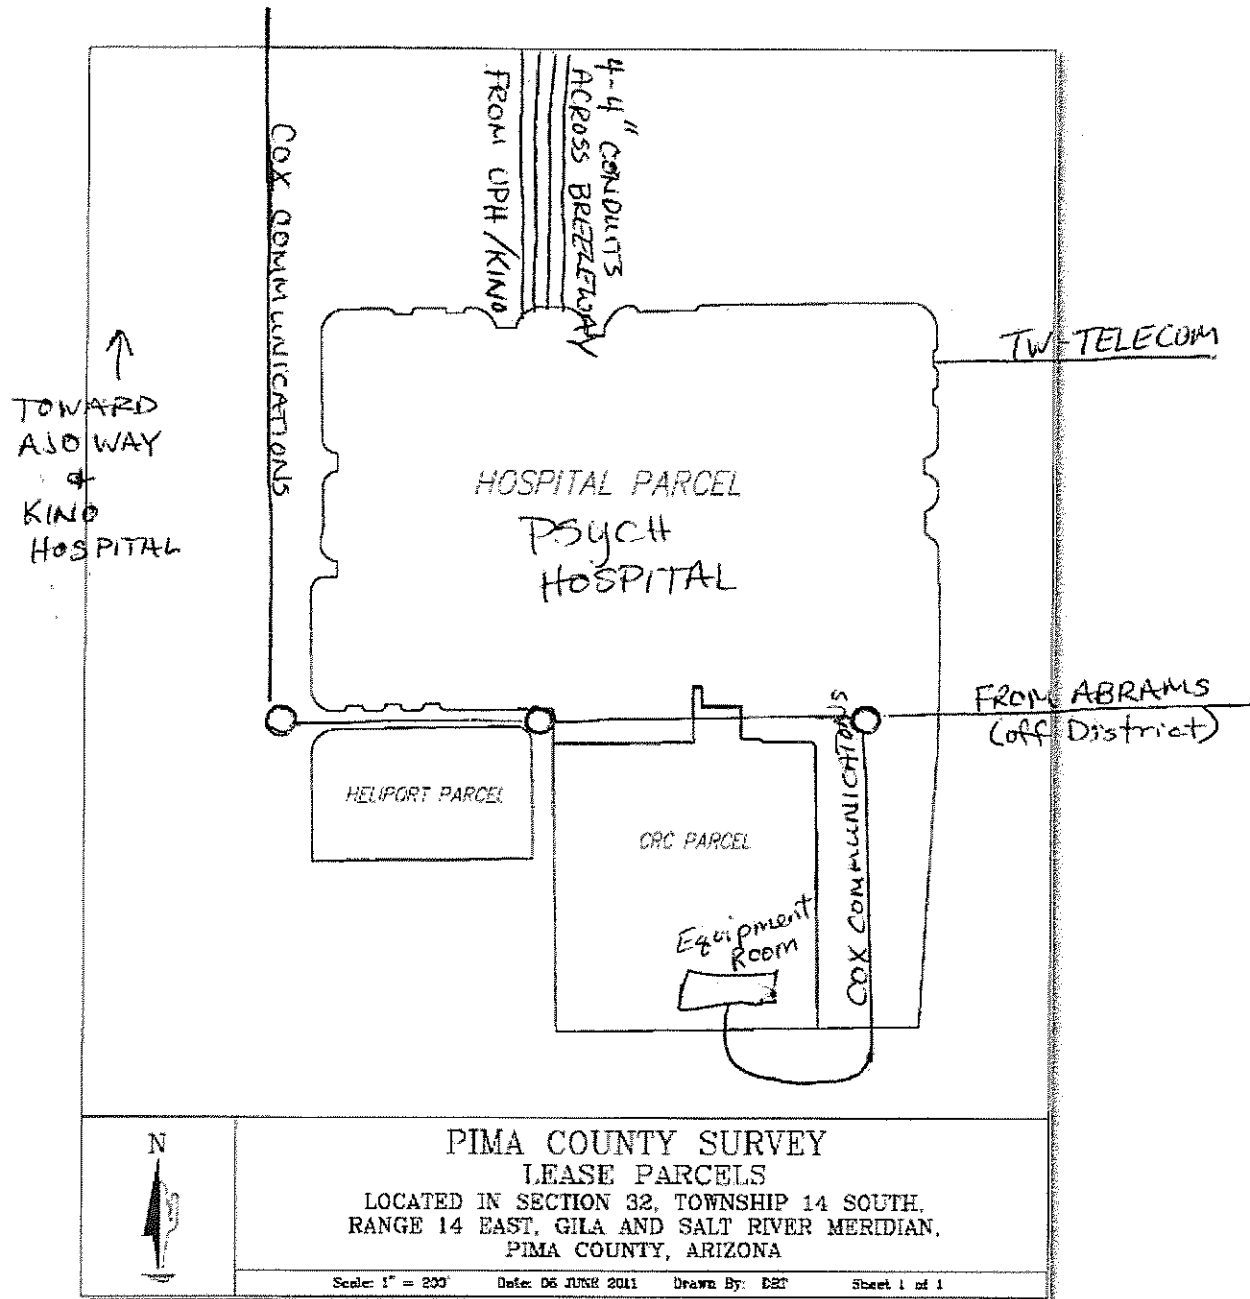 4-4" CONDUITS
ACROSS BREEZEWAY
FROM UPH/KINO
COX COMMUNICATIONS
TW-TELECOM
↑
TOWARD
AJO WAY
&
KINO
HOSPITAL
HOSPITAL PARCEL
PSYCH
HOSPITAL
FROM ABRAMS
(off District)
HELIPORT PARCEL
CRC PARCEL
COX COMMUNICATIONS
Equipment
Room
N
PIMA COUNTY SURVEY
LEASE PARCELS
LOCATED IN SECTION 32, TOWNSHIP 14 SOUTH,
RANGE 14 EAST, GILA AND SALT RIVER MERIDIAN,
PIMA COUNTY, ARIZONA
Scale: 1" = 200' Date: 06 JUNE 2011 Drawn By: Sheet 1 of 1